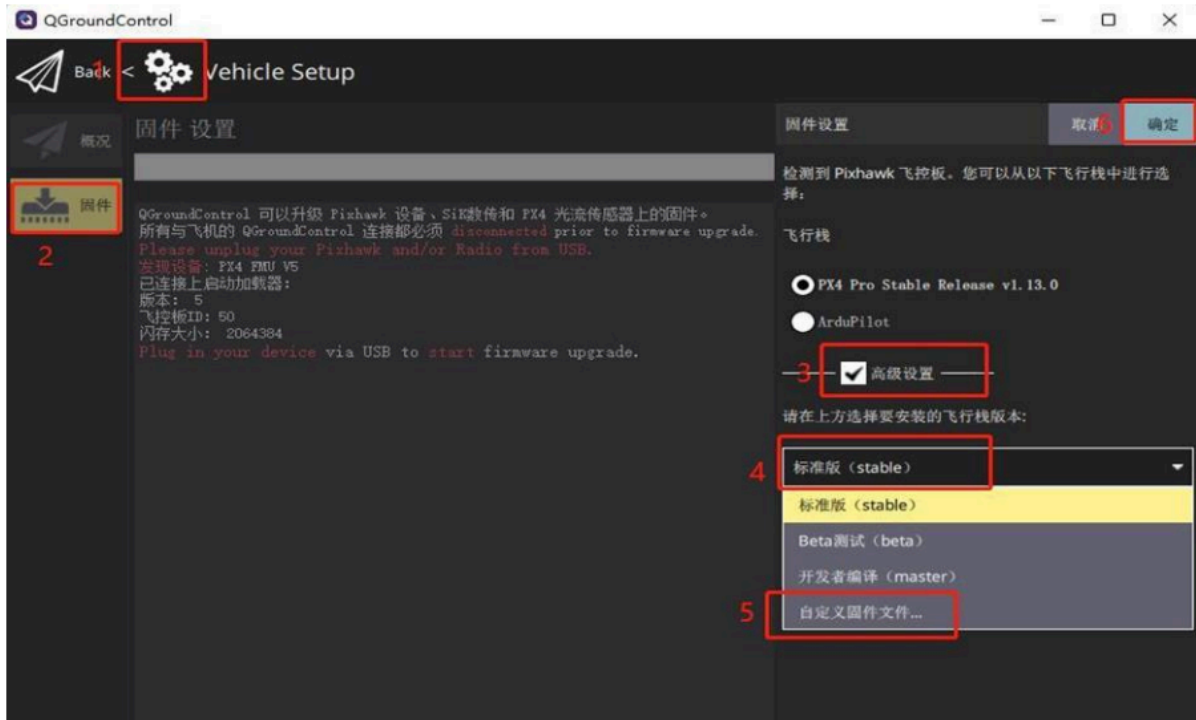 QGroundControl
1
Back < Vehicle Setup
概况
固件
2
固件 设置
QGroundControl 可以升级 Pixhawk 设备、SiK数传和 PX4 光流传感器上的固件。
所有与飞机的 QGroundControl 连接都必须 disconnected prior to firmware upgrade.
Please unplug your Pixhawk and/or Radio from USB.
发现设备: PX4 FMU V5
已连接上启动加载器:
版本: 5
飞控板ID: 50
闪存大小: 2064384
Plug in your device via USB to start firmware upgrade.
固件设置
取消
6
确定
检测到 Pixhawk 飞控板。您可以从以下飞行栈中进行选
择:
飞行栈
PX4 Pro Stable Release v1.13.0
ArduPilot
3
高级设置
请在上方选择要安装的飞行栈版本:
4
标准版（stable）
标准版（stable）
Beta测试（beta）
开发者编译（master）
5
自定义固件文件...